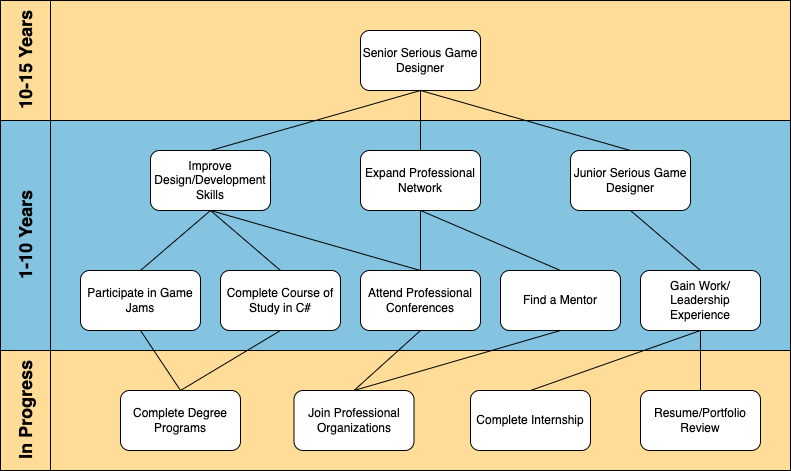 10-15 Years
Senior Serious Game
Designer
1-10 Years
Improve
Design/Development
Skills
Expand Professional
Network
Junior Serious Game
Designer
Participate in Game
Jams
Complete Course of
Study in C#
Attend Professional
Conferences
Find a Mentor
Gain Work/
Leadership
Experience
In Progress
Complete Degree
Programs
Join Professional
Organizations
Complete Internship
Resume/Portfolio
Review